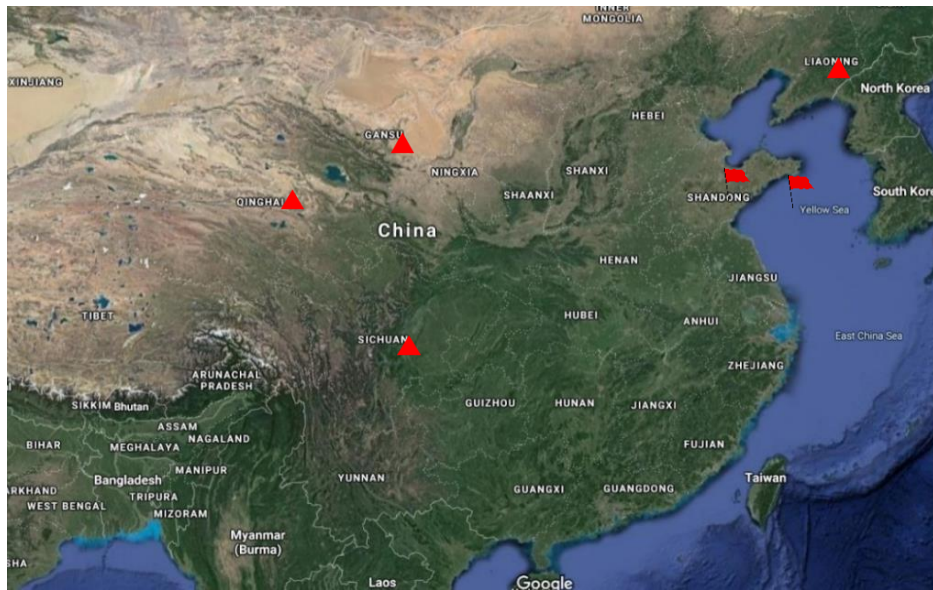 INNER
MONGOLIA
LIAONING
XINJIANG
North Korea
HEBEI
GANSU
NINGXIA
SHANXI
SHAANXI
South Kor
QINGHAI
SHANDONG
Yellow Sea
China
HENAN
JIANGSU
TIBET
HUBEI
ANHUI
East China Sea
SICHUAN
ZHEJIANG
ARUNACHAL
PRADESH
SIKKIM Bhutan
GUIZHOU
HUNAN
JIANGXI
ASSAM
NAGALAND
BIHAR
MEGHALAYA
FUJIAN
MANIPUR
YUNNAN
Bangladesh
Taiwan
ARKHAND
TRIPURA
GUANGXI
GUANGDONG
WEST BENGAL
MIZORAM
Myanmar
(Burma)
SHA
Laos
Google